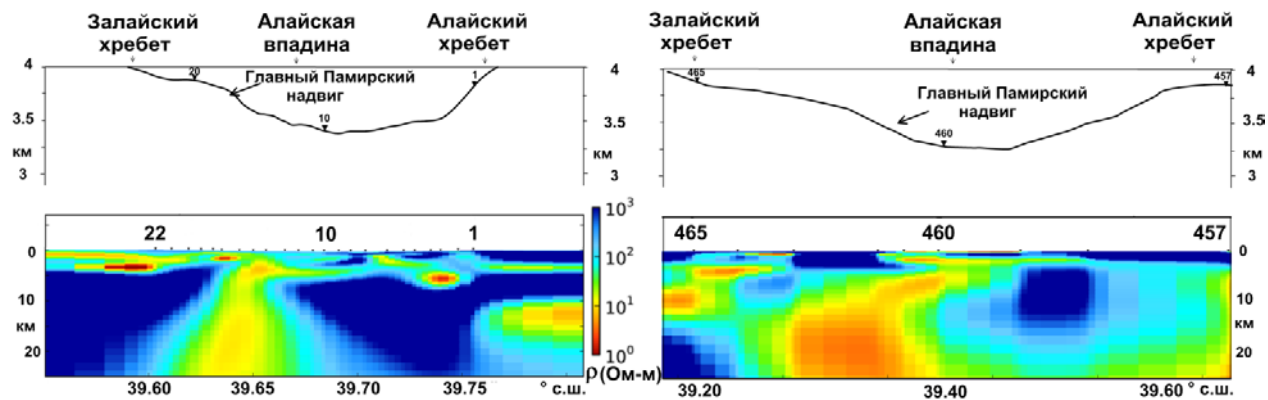 Залайский
хребет
Алайская
впадина
Алайский
хребет
4
3.5
км
3
20
1
10
Главный Памирский
надвиг
4
3.5
км
3
Залайский
хребет
Алайская
впадина
Алайский
хребет
465
457
460
Главный Памирский
надвиг
4
3.5
км
3
22 10 1
0
10
км
20
39.60 39.65 39.70 39.75 ° с.ш.
10³
10²
10¹
10⁰
ρ(Ом-м)
465 460 457
0
10
км
20
39.20 39.40 39.60 ° с.ш.